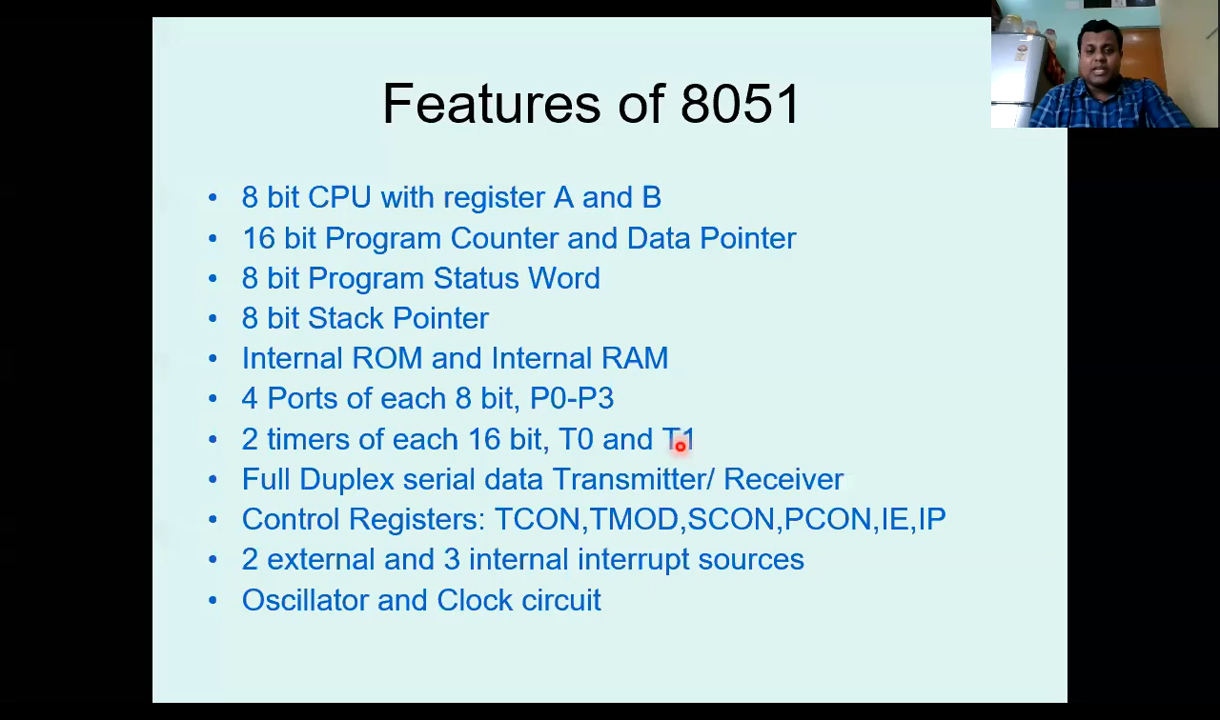 Features of 8051
• 8 bit CPU with register A and B
• 16 bit Program Counter and Data Pointer
• 8 bit Program Status Word
• 8 bit Stack Pointer
• Internal ROM and Internal RAM
• 4 Ports of each 8 bit, P0-P3
• 2 timers of each 16 bit, T0 and T1
• Full Duplex serial data Transmitter/ Receiver
• Control Registers: TCON,TMOD,SCON,PCON,IE,IP
• 2 external and 3 internal interrupt sources
• Oscillator and Clock circuit